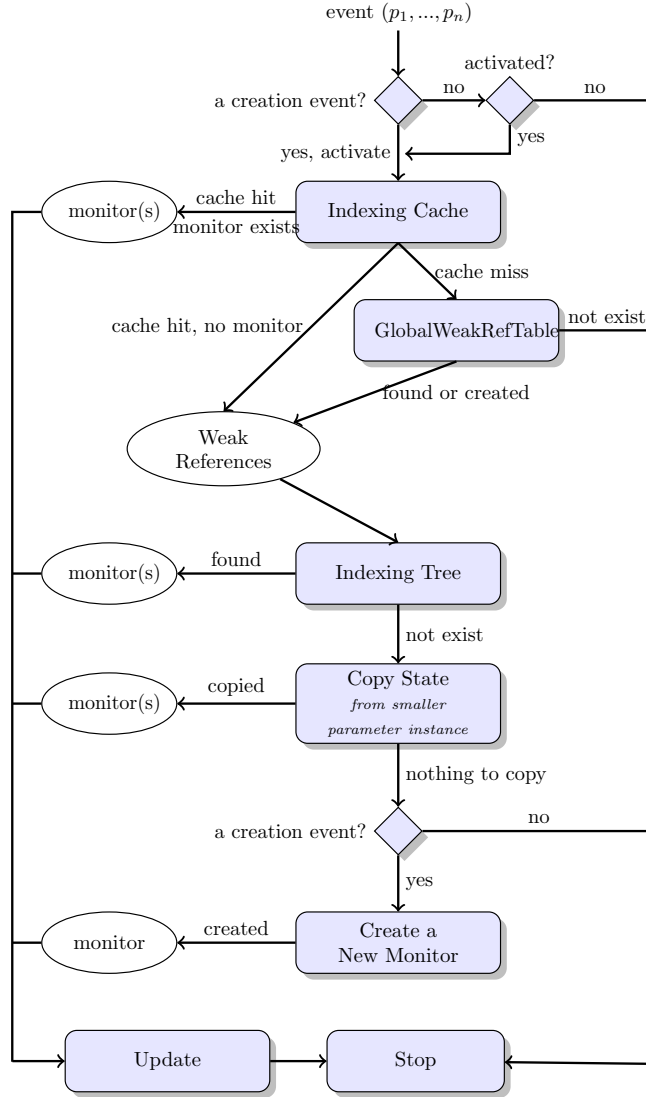 event (p₁, ..., pₙ)
activated?
a creation event?
no
no
yes
yes, activate
monitor(s)
cache hit
monitor exists
Indexing Cache
cache miss
cache hit, no monitor
GlobalWeakRefTable
not exist
found or created
Weak
References
monitor(s)
found
Indexing Tree
not exist
monitor(s)
copied
Copy State
from smaller
parameter instance
nothing to copy
a creation event?
no
yes
monitor
created
Create a
New Monitor
Update
Stop